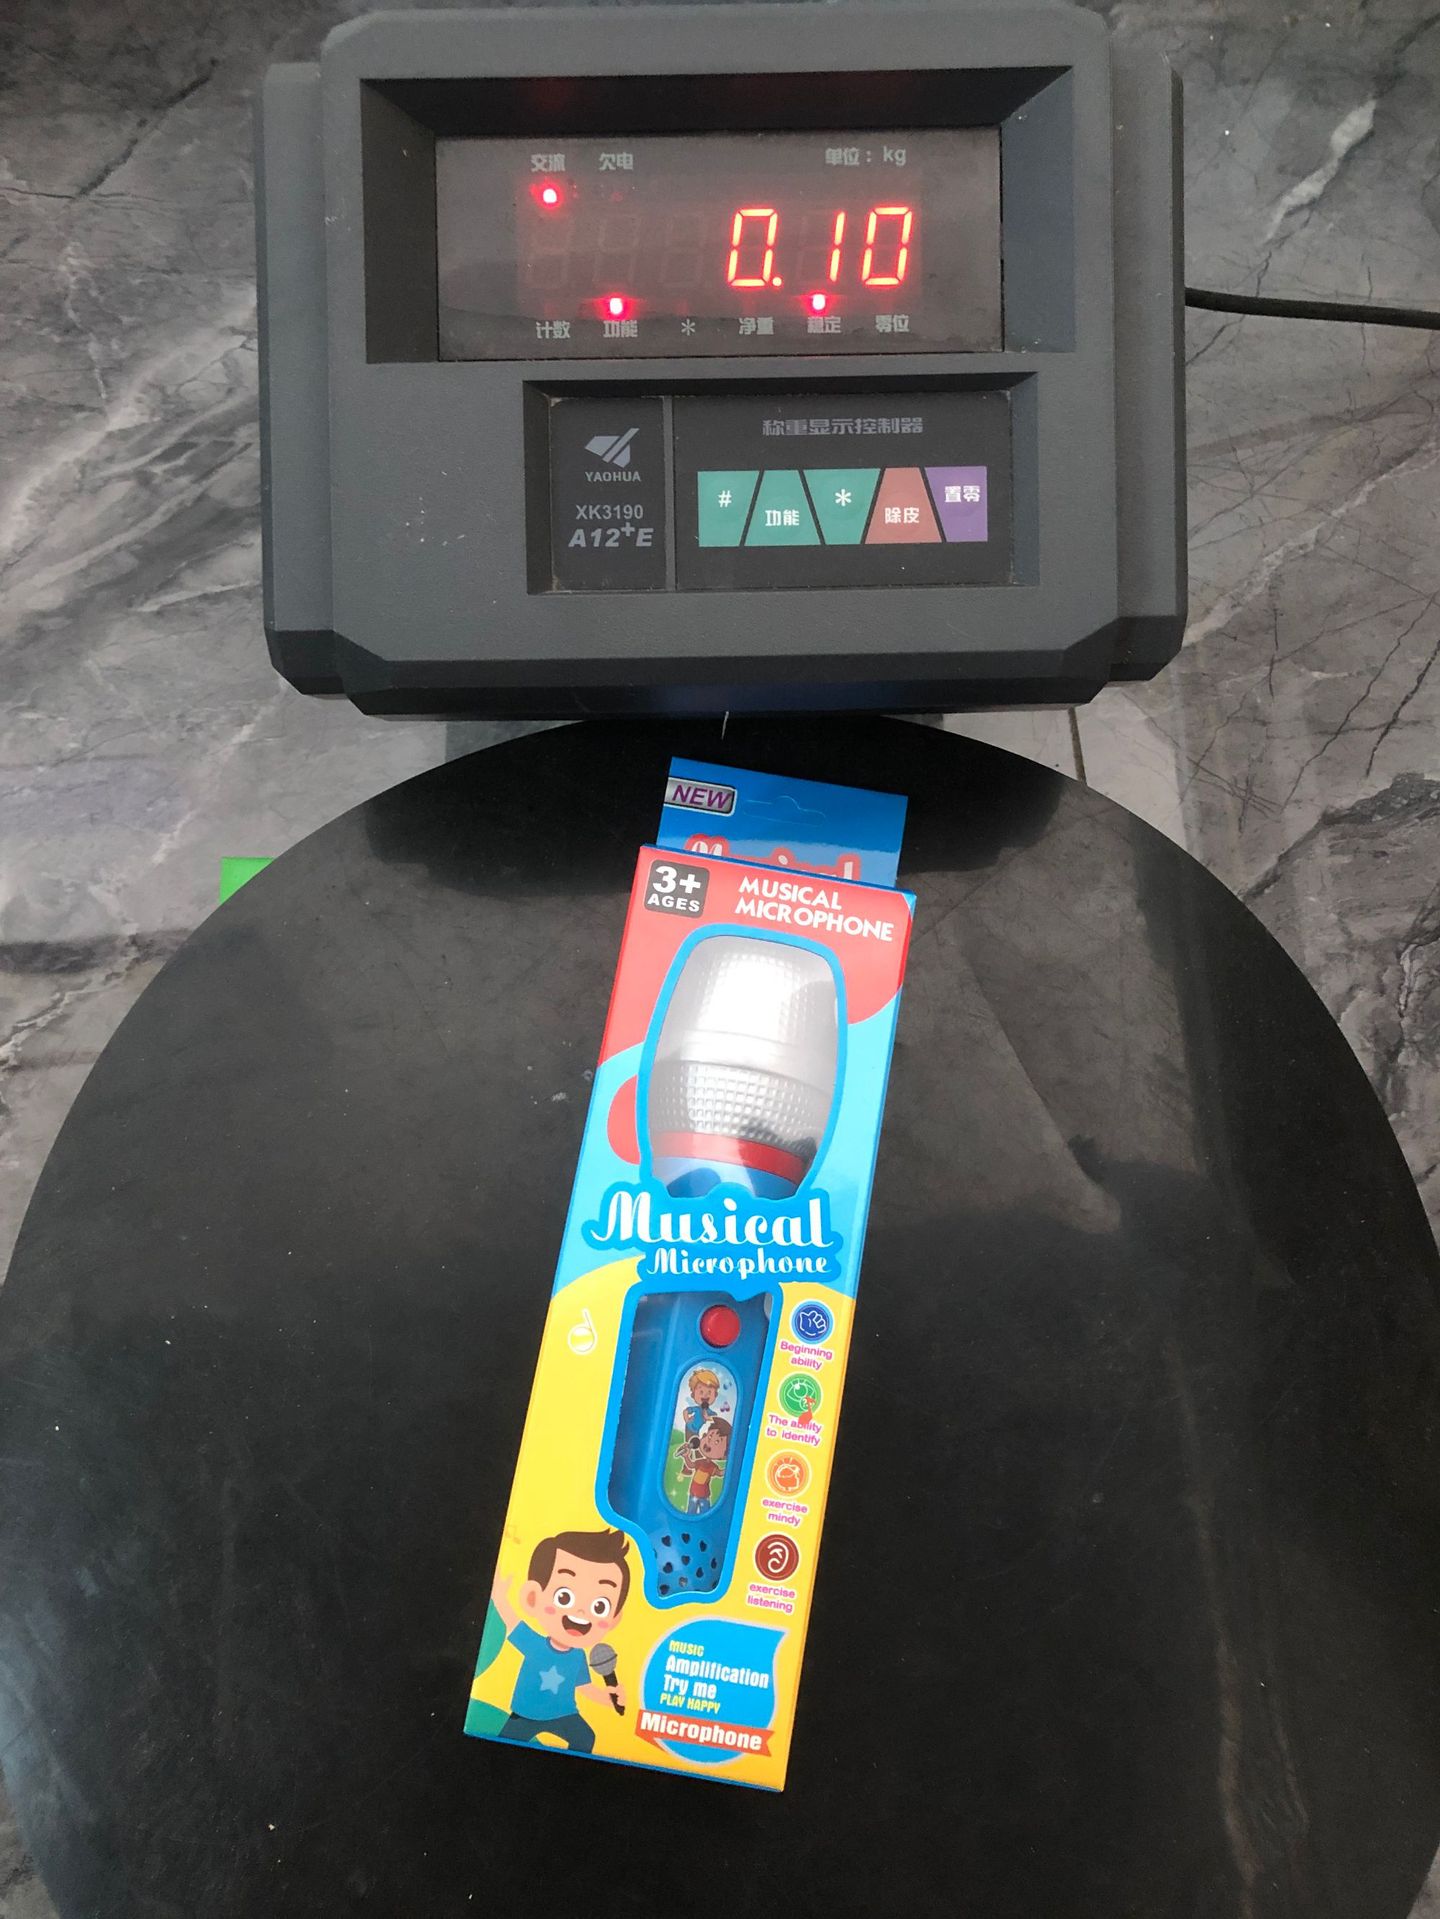 交流 欠电 单位：kg
0.10
计数 功能 * 净重 稳定 零位
称重显示控制器
YAOHUA
XK3190
A12+E
# 功能 * 除皮 置零
NEW
Musical
3+
AGES
MUSICAL
MICROPHONE
Musical
Microphone
Beginning
ability
The ability
to identify
exercise
mindy
exercise
listening
MUSIC
Amplification
Try me
PLAY HAPPY
Microphone